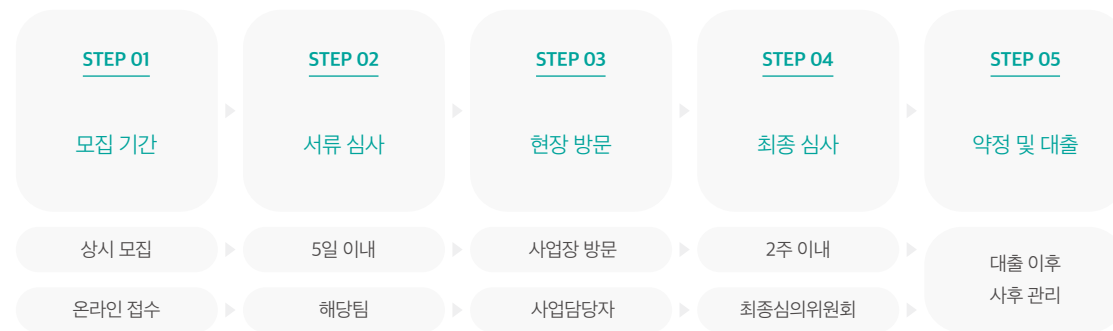 STEP 01
모집 기간
STEP 02
서류 심사
STEP 03
현장 방문
STEP 04
최종 심사
STEP 05
약정 및 대출
상시 모집
5일 이내
사업장 방문
2주 이내
대출 이후
사후 관리
온라인 접수
해당팀
사업담당자
최종심의위원회